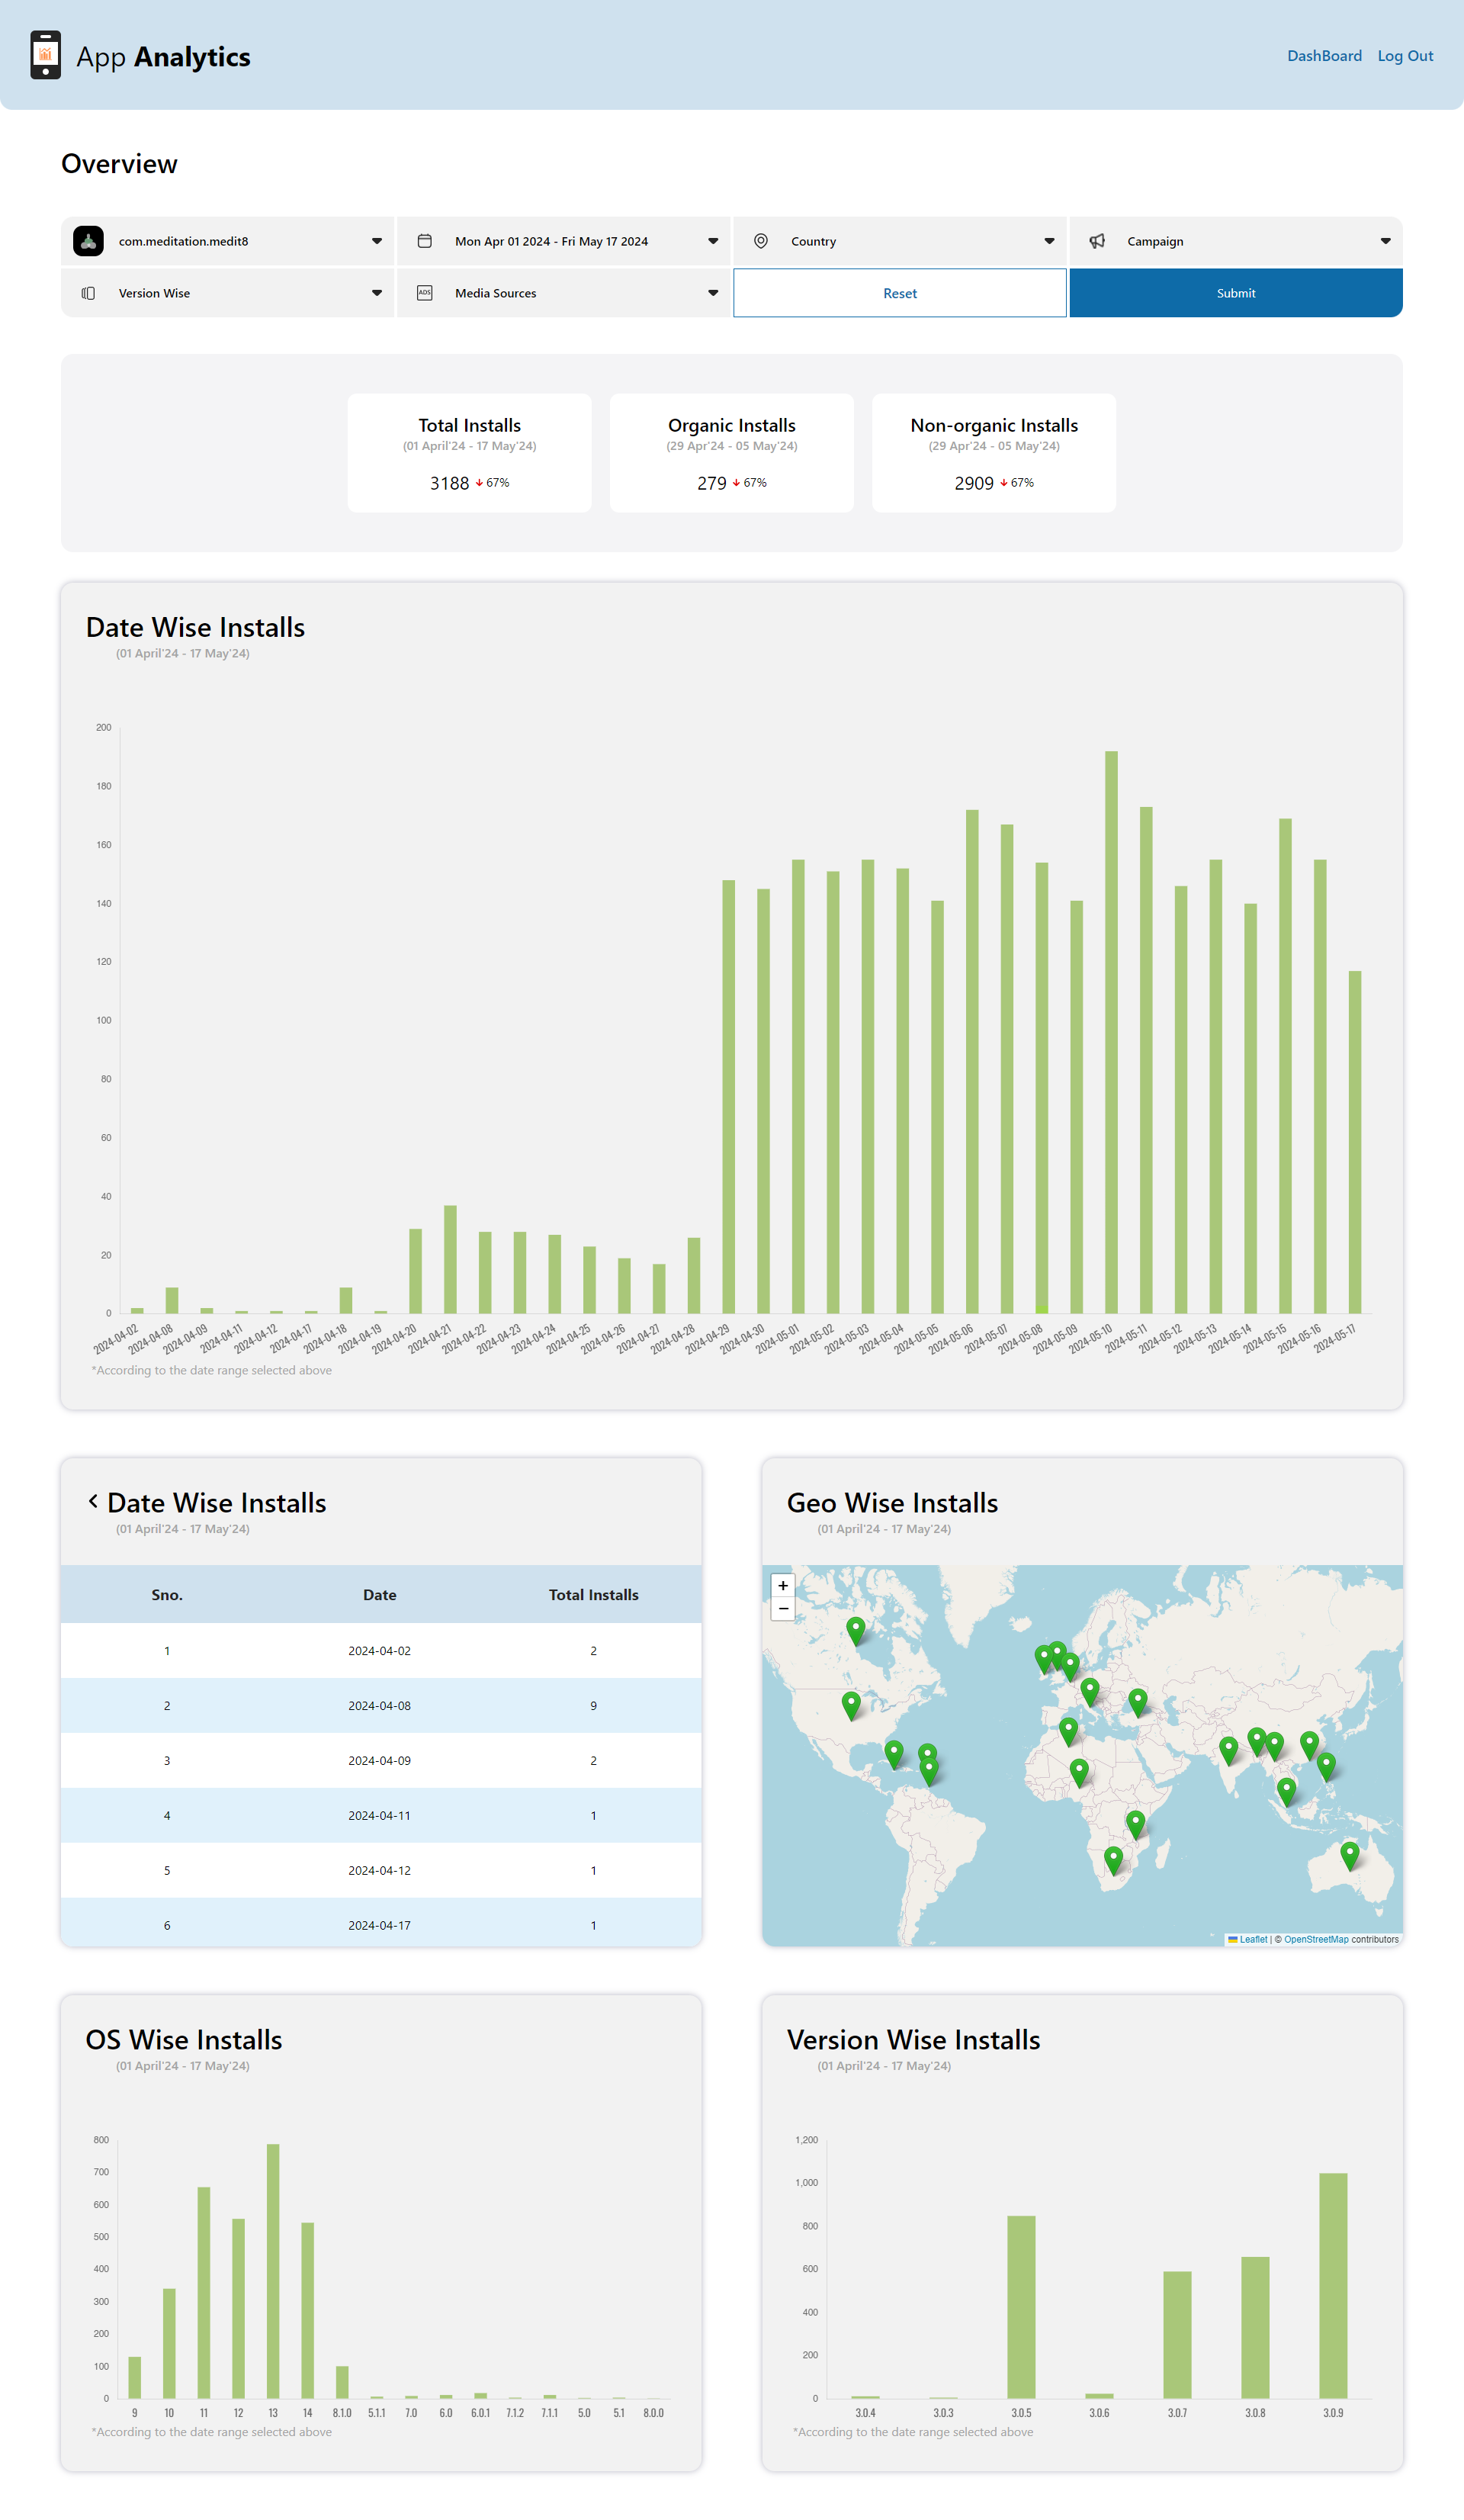 App Analytics
DashBoard Log Out
Overview
com.meditation.medit8
Mon Apr 01 2024 - Fri May 17 2024
Country
Campaign
Version Wise
ADS
Media Sources
Reset
Submit
Total Installs
(01 April'24 - 17 May'24)
3188 67%
Organic Installs
(29 Apr'24 - 05 May'24)
279 67%
Non-organic Installs
(29 Apr'24 - 05 May'24)
2909 67%
Date Wise Installs
(01 April'24 - 17 May'24)
200
180
160
140
120
100
80
60
40
20
0
2024-04-02 2024-04-08 2024-04-09 2024-04-11 2024-04-12 2024-04-17 2024-04-18 2024-04-19 2024-04-20 2024-04-21 2024-04-22 2024-04-23 2024-04-24 2024-04-25 2024-04-26 2024-04-27 2024-04-28 2024-04-29 2024-04-30 2024-05-01 2024-05-02 2024-05-03 2024-05-04 2024-05-05 2024-05-06 2024-05-07 2024-05-08 2024-05-09 2024-05-10 2024-05-11 2024-05-12 2024-05-13 2024-05-14 2024-05-15 2024-05-16 2024-05-17
*According to the date range selected above
Date Wise Installs
(01 April'24 - 17 May'24)
Sno. Date Total Installs
1 2024-04-02 2
2 2024-04-08 9
3 2024-04-09 2
4 2024-04-11 1
5 2024-04-12 1
6 2024-04-17 1
Geo Wise Installs
(01 April'24 - 17 May'24)
+
−
Leaflet | © OpenStreetMap contributors
OS Wise Installs
(01 April'24 - 17 May'24)
800
700
600
500
400
300
200
100
0
9 10 11 12 13 14 8.1.0 5.1.1 7.0 6.0 6.0.1 7.1.2 7.1.1 5.0 5.1 8.0.0
*According to the date range selected above
Version Wise Installs
(01 April'24 - 17 May'24)
1,200
1,000
800
600
400
200
0
3.0.4 3.0.3 3.0.5 3.0.6 3.0.7 3.0.8 3.0.9
*According to the date range selected above